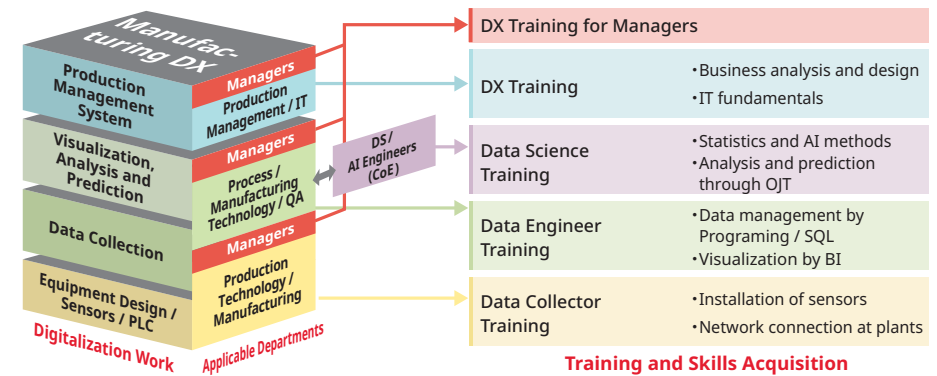 Manufac-
turing DX
Production
Management
System
Visualization,
Analysis and
Prediction
Data Collection
Equipment Design /
Sensors / PLC
Digitalization Work
Managers
Production
Management / IT
Managers
Process /
Manufacturing
Technology / QA
Managers
Production
Technology /
Manufacturing
Applicable Departments
DS /
AI Engineers
(CoE)
DX Training for Managers
DX Training
・Business analysis and design
・IT fundamentals
Data Science
Training
・Statistics and AI methods
・Analysis and prediction
through OJT
Data Engineer
Training
・Data management by
Programing / SQL
・Visualization by BI
Data Collector
Training
・Installation of sensors
・Network connection at plants
Training and Skills Acquisition